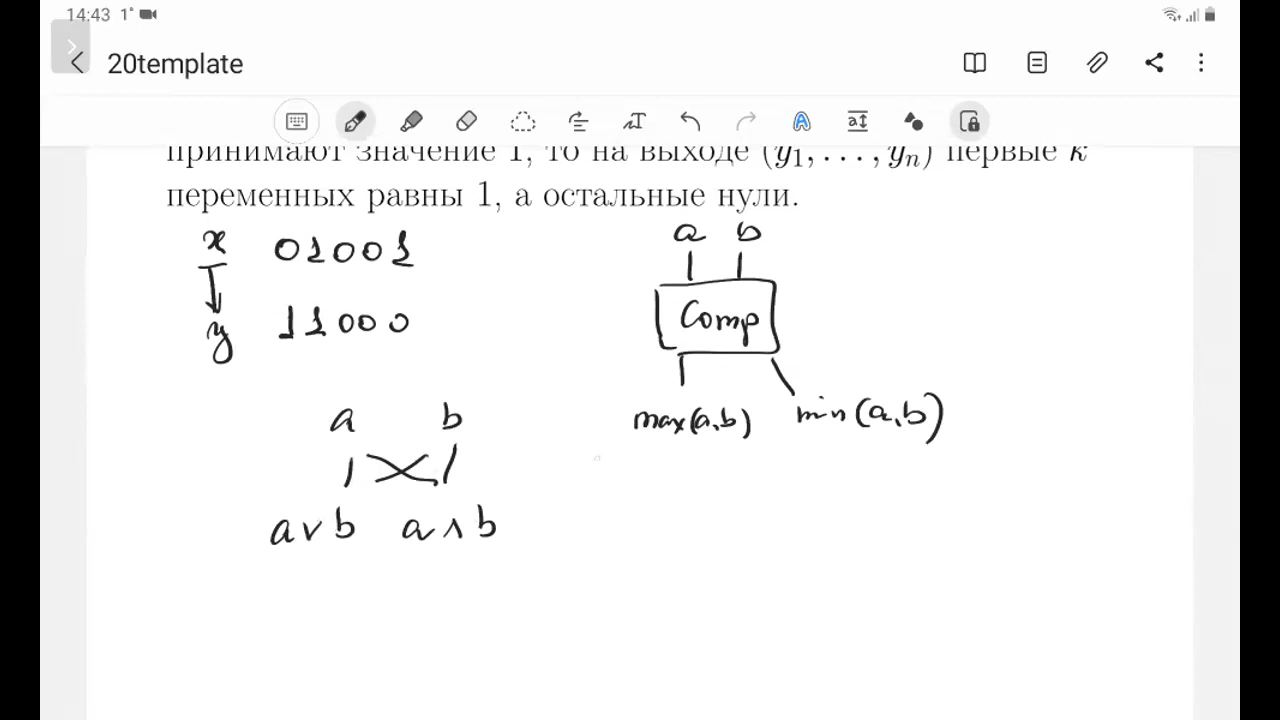 14:43 1°
20template
принимают значение 1, то на выходе (y₁, ..., yₙ) первые k
переменных равны 1, а остальные нули.
x 01001
y 11000
a b
Comp
max(a,b) min(a,b)
a b
a∨b a∧b